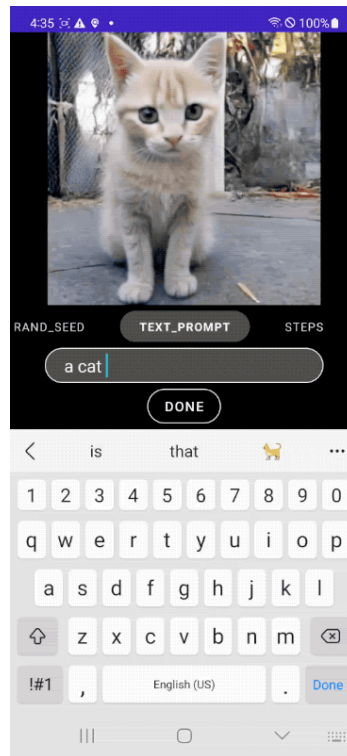 4:35 100%
RAND_SEED TEXT_PROMPT STEPS
a cat
DONE
is that
1 2 3 4 5 6 7 8 9 0
q w e r t y u i o p
a s d f g h j k l
z x c v b n m
!#1 , English (US) . Done